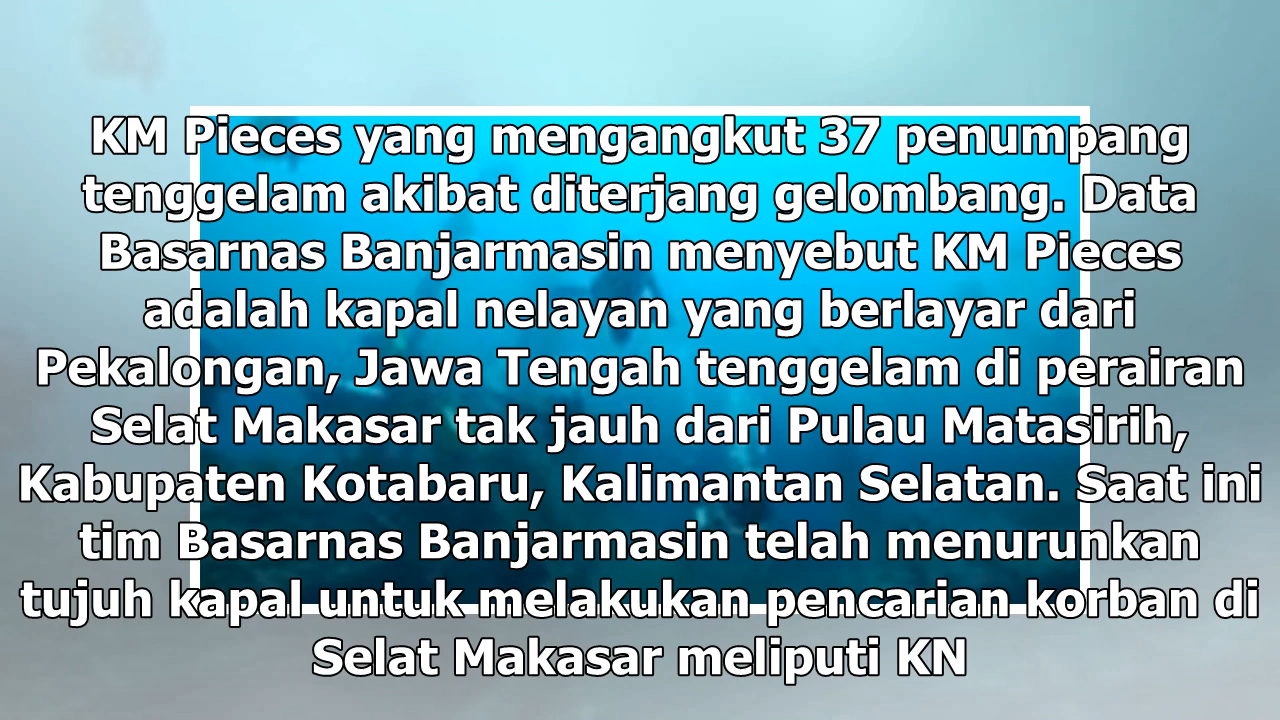 KM Pieces yang mengangkut 37 penumpang
tenggelam akibat diterjang gelombang. Data
Basarnas Banjarmasin menyebut KM Pieces
adalah kapal nelayan yang berlayar dari
Pekalongan, Jawa Tengah tenggelam di perairan
Selat Makasar tak jauh dari Pulau Matasirih,
Kabupaten Kotabaru, Kalimantan Selatan. Saat ini
tim Basarnas Banjarmasin telah menurunkan
tujuh kapal untuk melakukan pencarian korban di
Selat Makasar meliputi KN